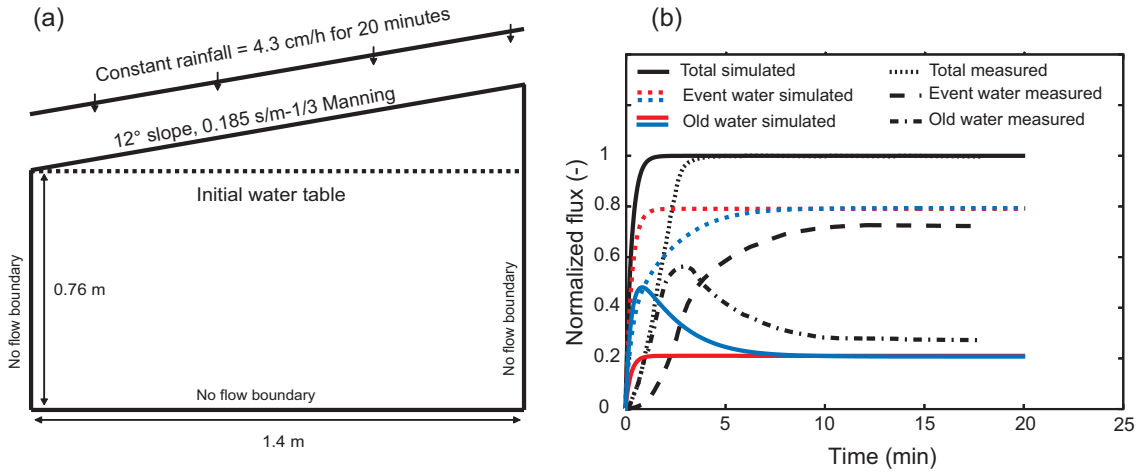 (a)
Constant rainfall = 4.3 cm/h for 20 minutes
12° slope, 0.185 s/m-1/3 Manning
Initial water table
No flow boundary
0.76 m
No flow boundary
No flow boundary
1.4 m
(b)
Total simulated
Event water simulated
Old water simulated
Total measured
Event water measured
Old water measured
Normalized flux (-)
1
0.8
0.6
0.4
0.2
0
0
5
10
15
20
25
Time (min)